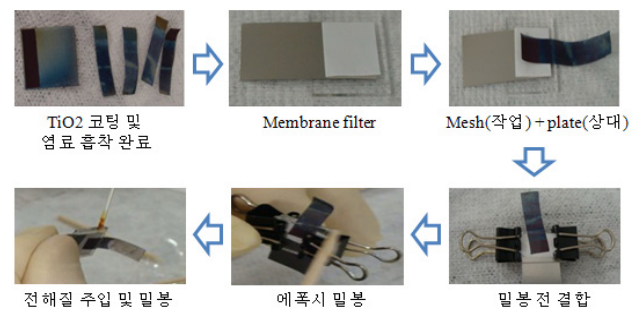 TiO2 코팅 및
염료 흡착 완료
Membrane filter
Mesh(작업) + plate(상대)
전해질 주입 및 밀봉
에폭시 밀봉
밀봉 전 결합